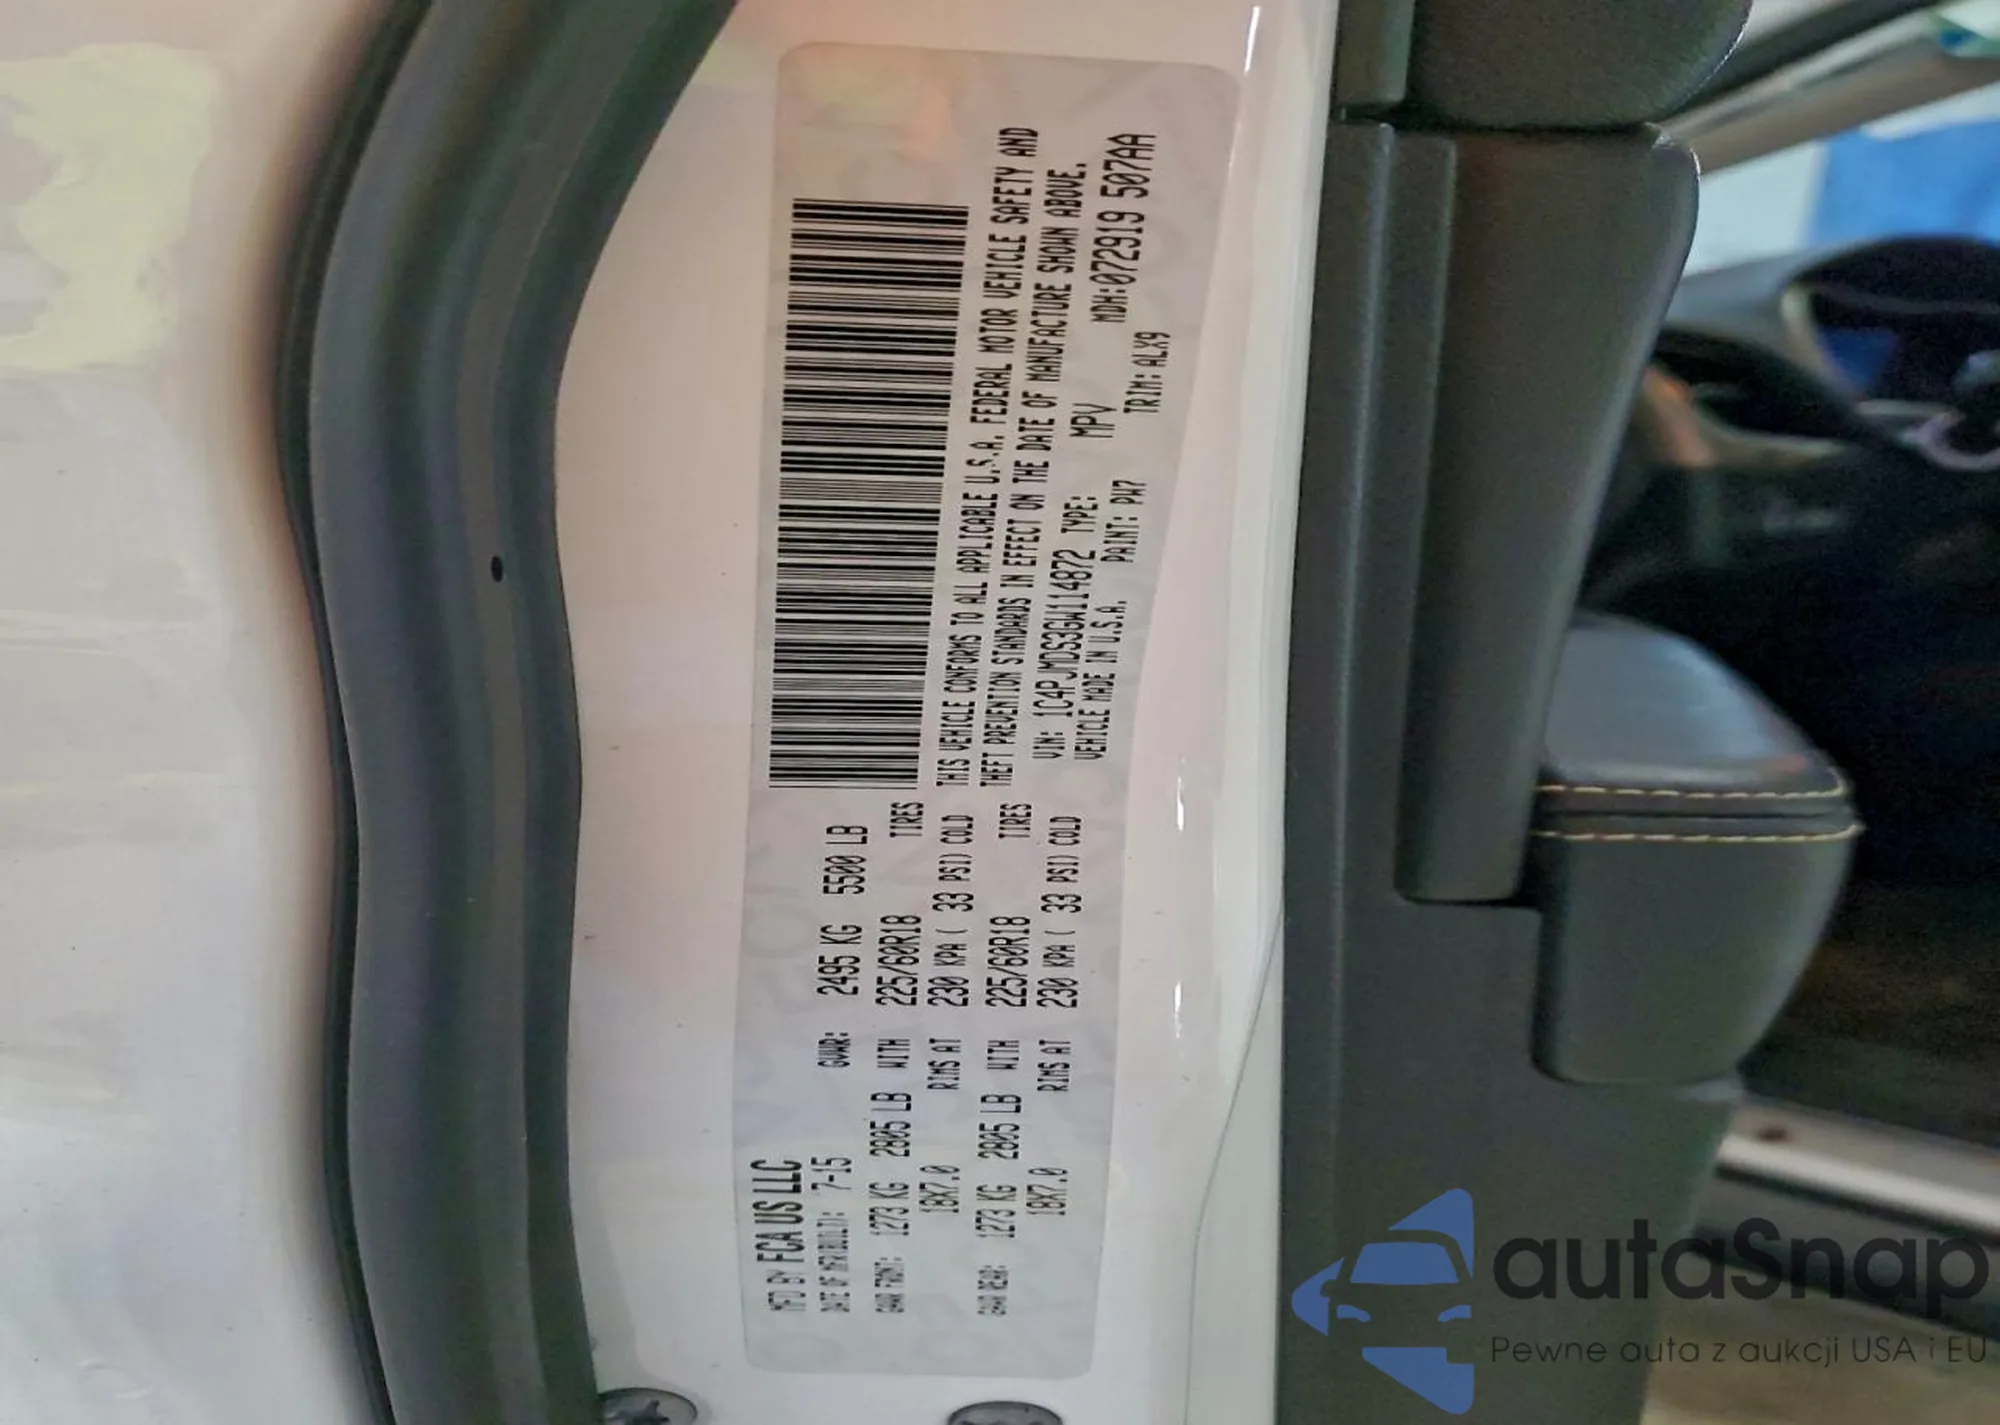 MFD BY FCA US LLC
DATE OF MFR(BUILT): 7-15 GVWR: 2495 KG 5500 LB
GAWR FRONT: 1273 KG 2805 LB WITH 225/60R18 TIRES
18X7.0 RIMS AT 230 KPA ( 33 PSI) COLD
GAWR REAR: 1273 KG 2805 LB WITH 225/60R18 TIRES
18X7.0 RIMS AT 230 KPA ( 33 PSI) COLD
THIS VEHICLE CONFORMS TO ALL APPLICABLE U.S.A. FEDERAL MOTOR VEHICLE SAFETY AND
THEFT PREVENTION STANDARDS IN EFFECT ON THE DATE OF MANUFACTURE SHOWN ABOVE.
VIN: 1C4PJMDS3GW114872 TYPE: MPV MDH:072919 507AA
VEHICLE MADE IN U.S.A. PAINT: PW7 TRIM:ALX9
autaSnap
Pewne auta z aukcji USA i EU